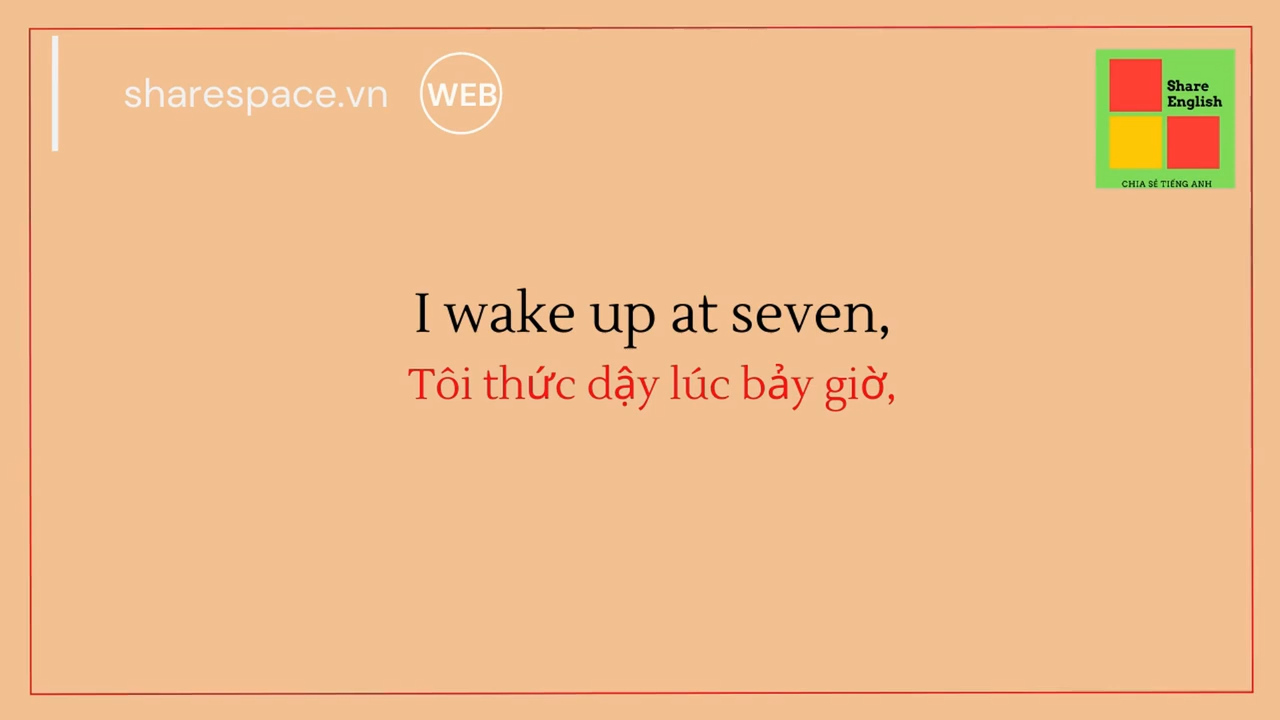 sharespace.vn WEB
Share
English
CHIA SẺ TIẾNG ANH
I wake up at seven,
Tôi thức dậy lúc bảy giờ,